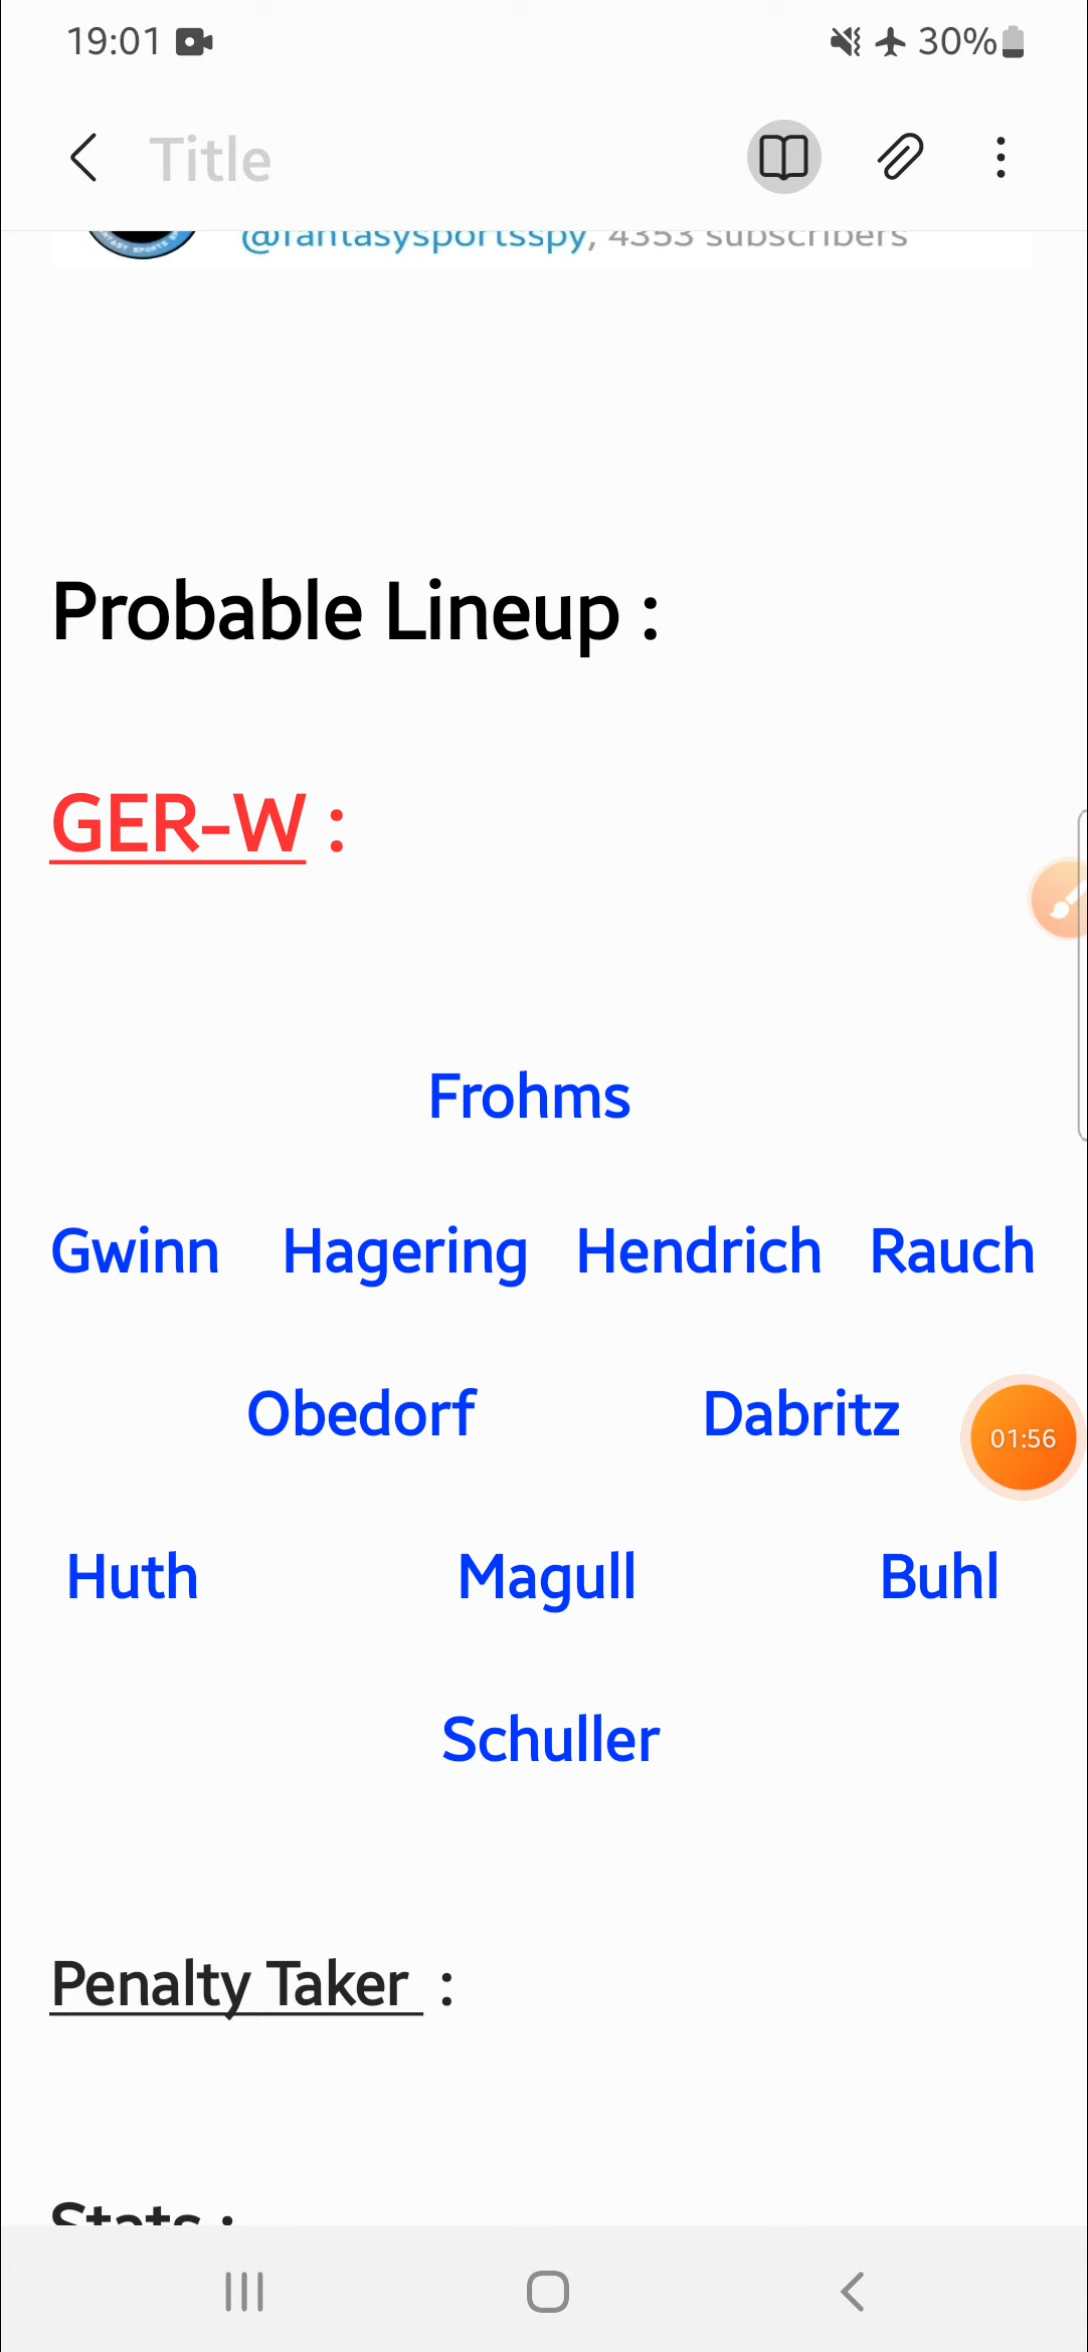 19:01 30%
Title
@fantasysportsspy, 4353 subscribers
Probable Lineup :
GER-W :
Frohms
Gwinn Hagering Hendrich Rauch
Obedorf Dabritz
01:56
Huth Magull Buhl
Schuller
Penalty Taker :
Stats :